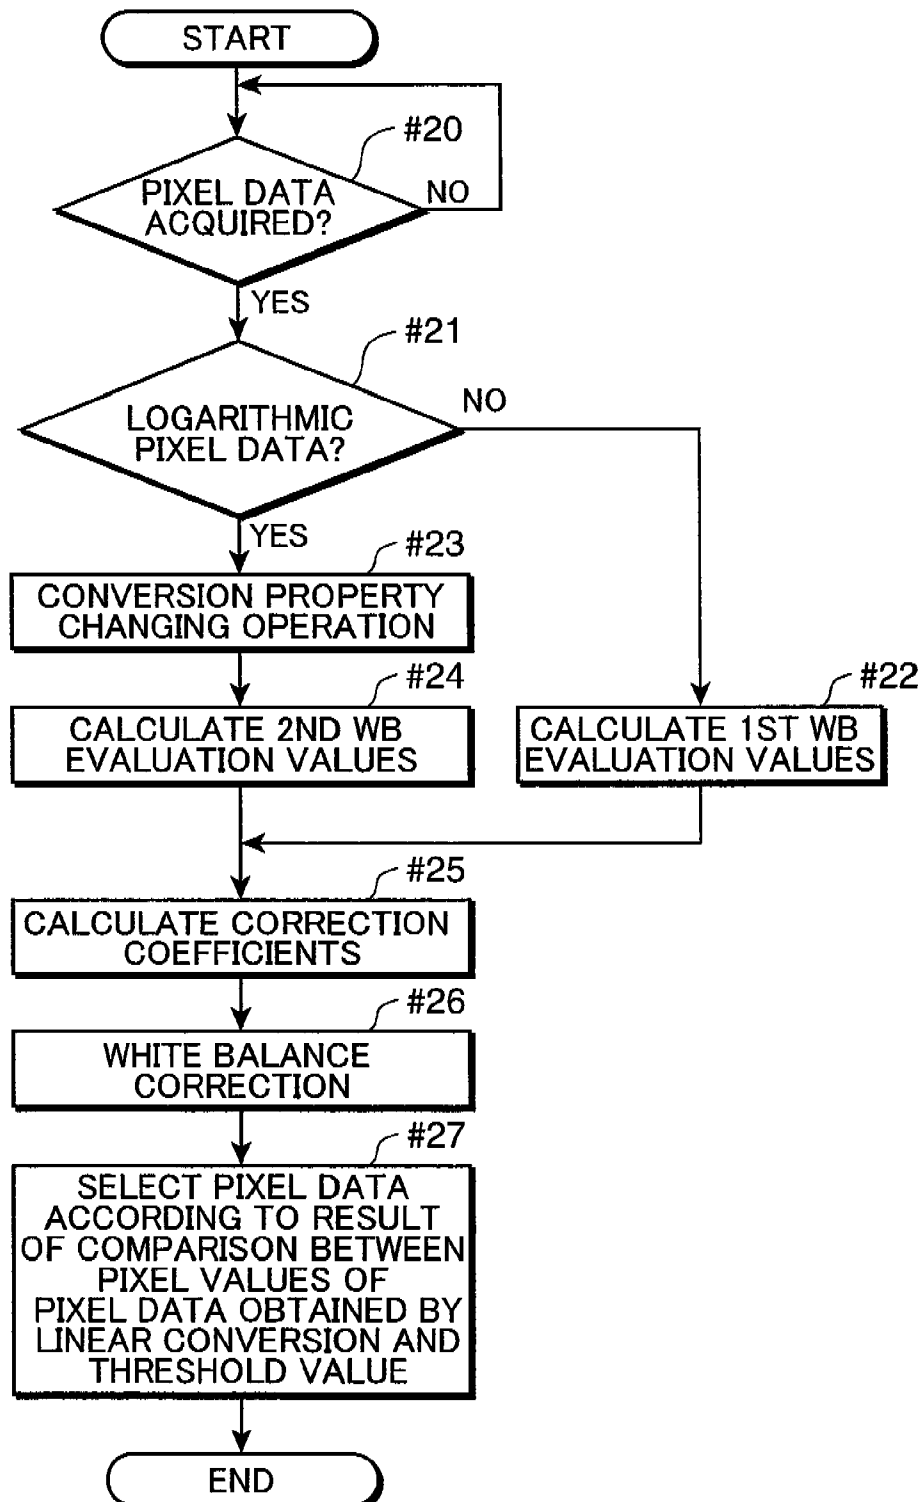 START
#20
PIXEL DATA
ACQUIRED?
NO
YES
#21
LOGARITHMIC
PIXEL DATA?
NO
YES
#23
CONVERSION PROPERTY
CHANGING OPERATION
#24
CALCULATE 2ND WB
EVALUATION VALUES
#22
CALCULATE 1ST WB
EVALUATION VALUES
#25
CALCULATE CORRECTION
COEFFICIENTS
#26
WHITE BALANCE
CORRECTION
#27
SELECT PIXEL DATA
ACCORDING TO RESULT
OF COMPARISON BETWEEN
PIXEL VALUES OF
PIXEL DATA OBTAINED BY
LINEAR CONVERSION AND
THRESHOLD VALUE
END